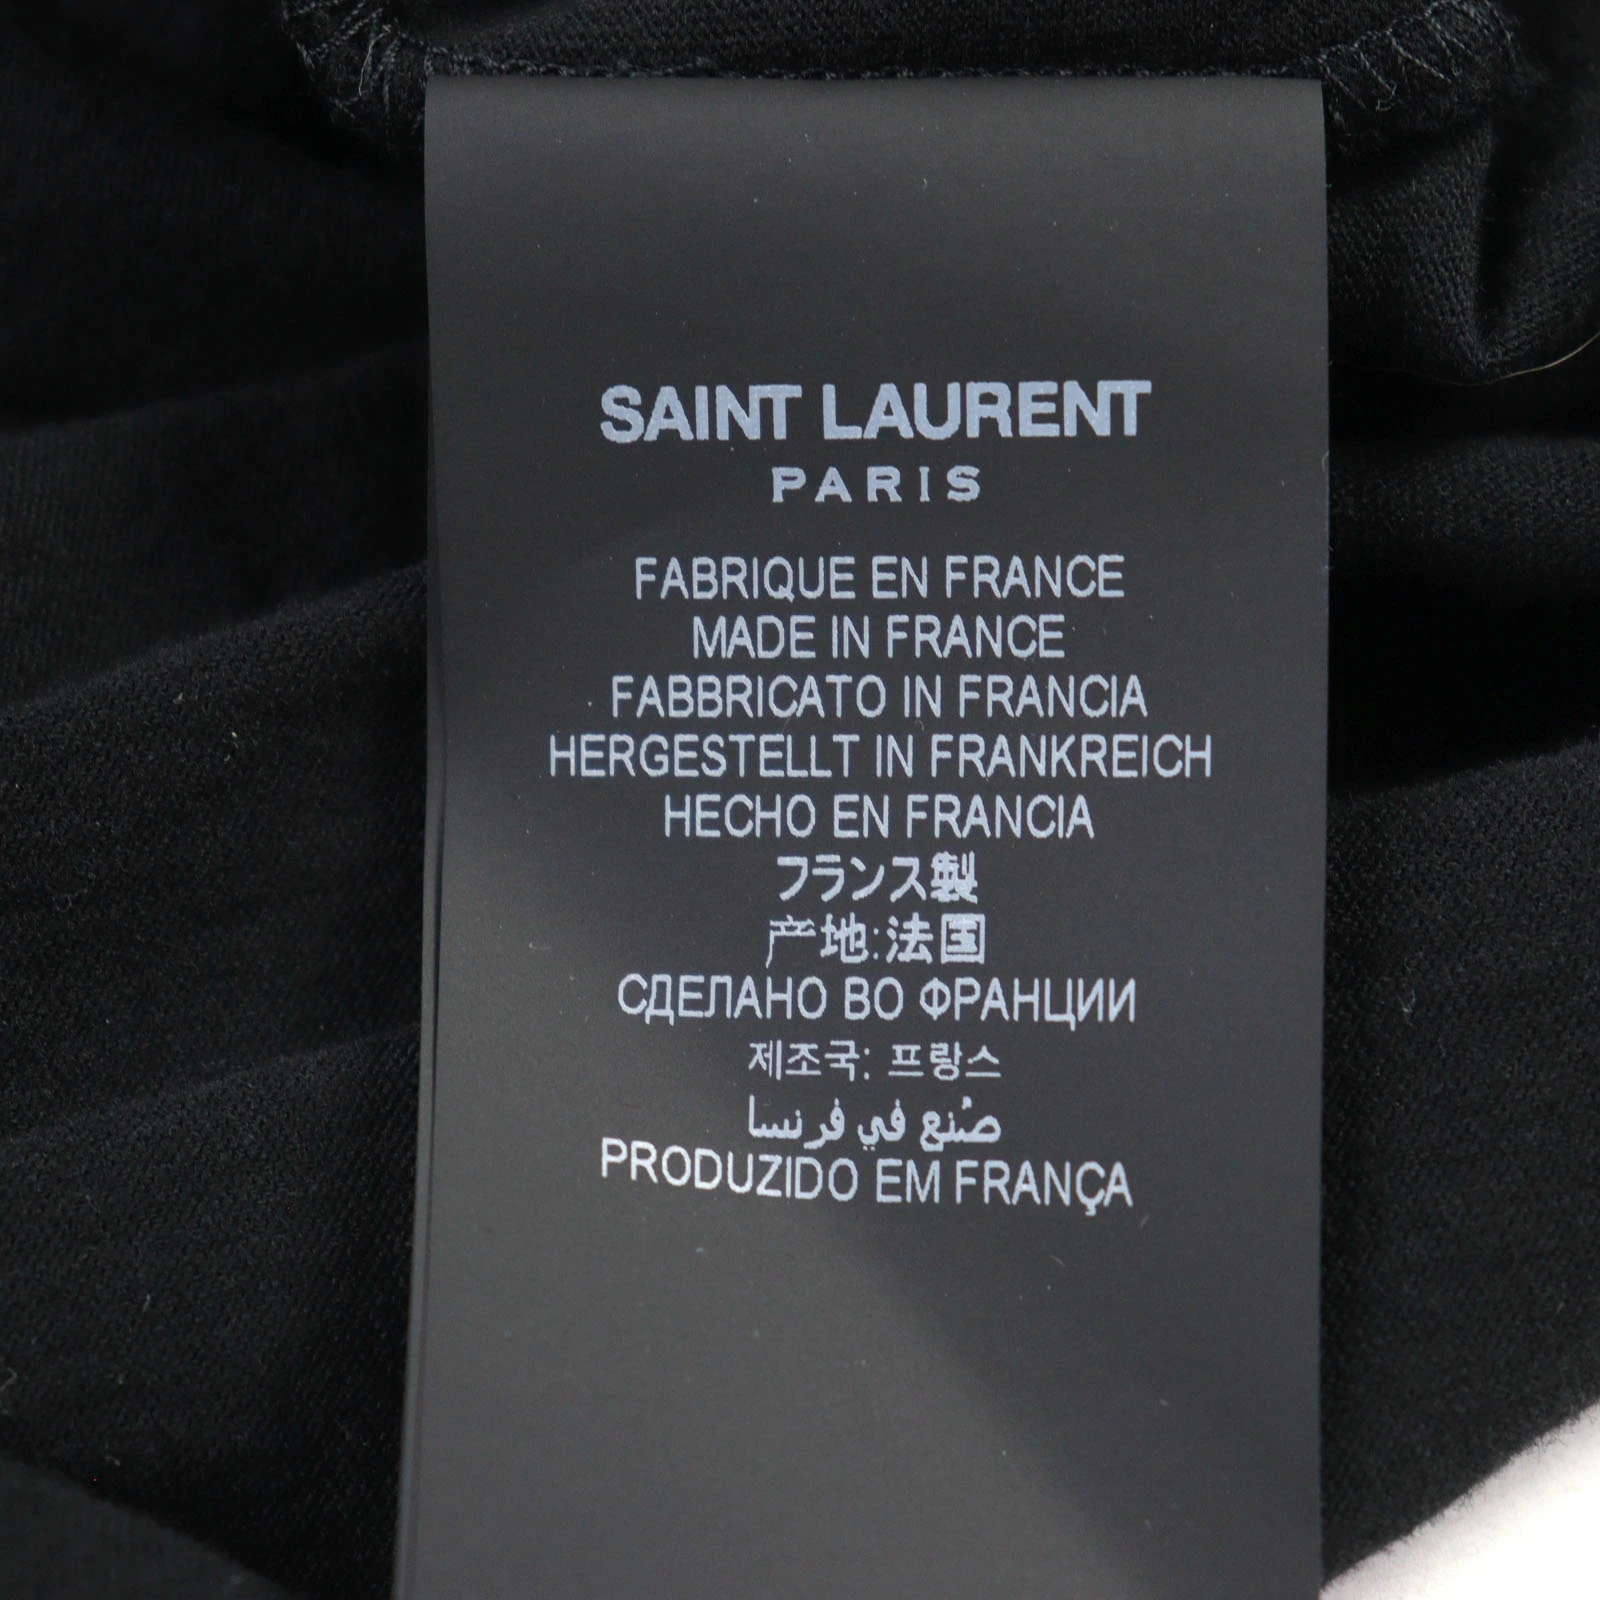 SAINT LAURENT
PARIS
FABRIQUE EN FRANCE
MADE IN FRANCE
FABBRICATO IN FRANCIA
HERGESTELLT IN FRANKREICH
HECHO EN FRANCIA
フランス製
产地:法国
СДЕЛАНО ВО ФРАНЦИИ
제조국: 프랑스
صُنع في فرنسا
PRODUZIDO EM FRANÇA